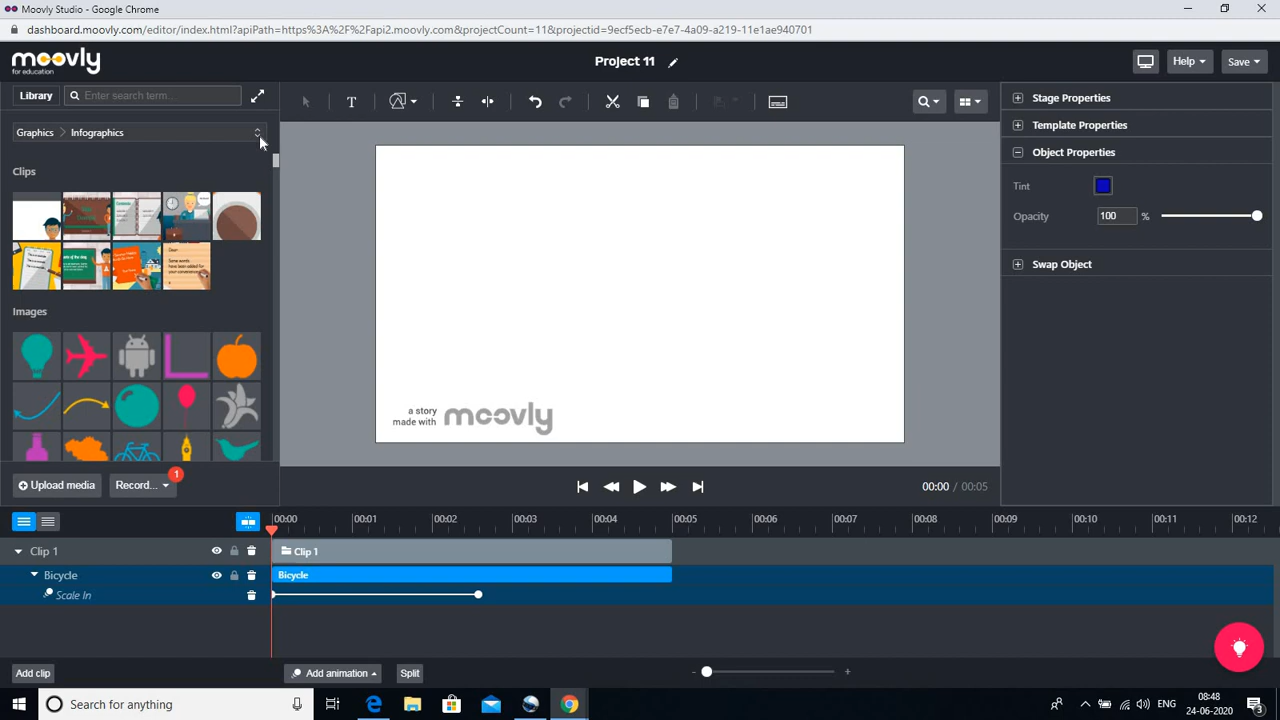 Moovly Studio - Google Chrome
dashboard.moovly.com/editor/index.html?apiPath=https%3A%2F%2Fapi2.moovly.com&projectCount=11&projectid=9ecf5ecb-e7e7-4a09-a219-11e1ae940701
moovly
for education
Project 11
Help
Save
Library
Enter search term...
T
Stage Properties
Template Properties
Object Properties
Tint
Opacity
100
%
Swap Object
Graphics
Infographics
Clips
Images
a story
made with
moovly
Upload media
Record...
1
00:00 / 00:05
00:00
00:01
00:02
00:03
00:04
00:05
00:06
00:07
00:08
00:09
00:10
00:11
00:12
Clip 1
Clip 1
Bicycle
Bicycle
Scale In
Add clip
Add animation
Split
-
+
Search for anything
ENG
08:48
24-06-2020
3